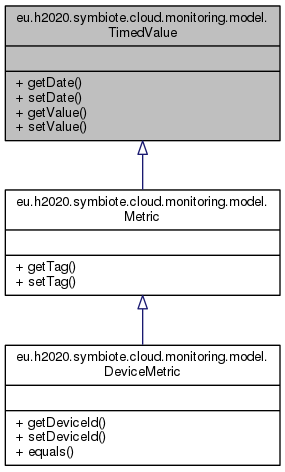 eu.h2020.symbiote.cloud.monitoring.model.
TimedValue
+ getDate()
+ setDate()
+ getValue()
+ setValue()
eu.h2020.symbiote.cloud.monitoring.model.
Metric
+ getTag()
+ setTag()
eu.h2020.symbiote.cloud.monitoring.model.
DeviceMetric
+ getDeviceId()
+ setDeviceId()
+ equals()